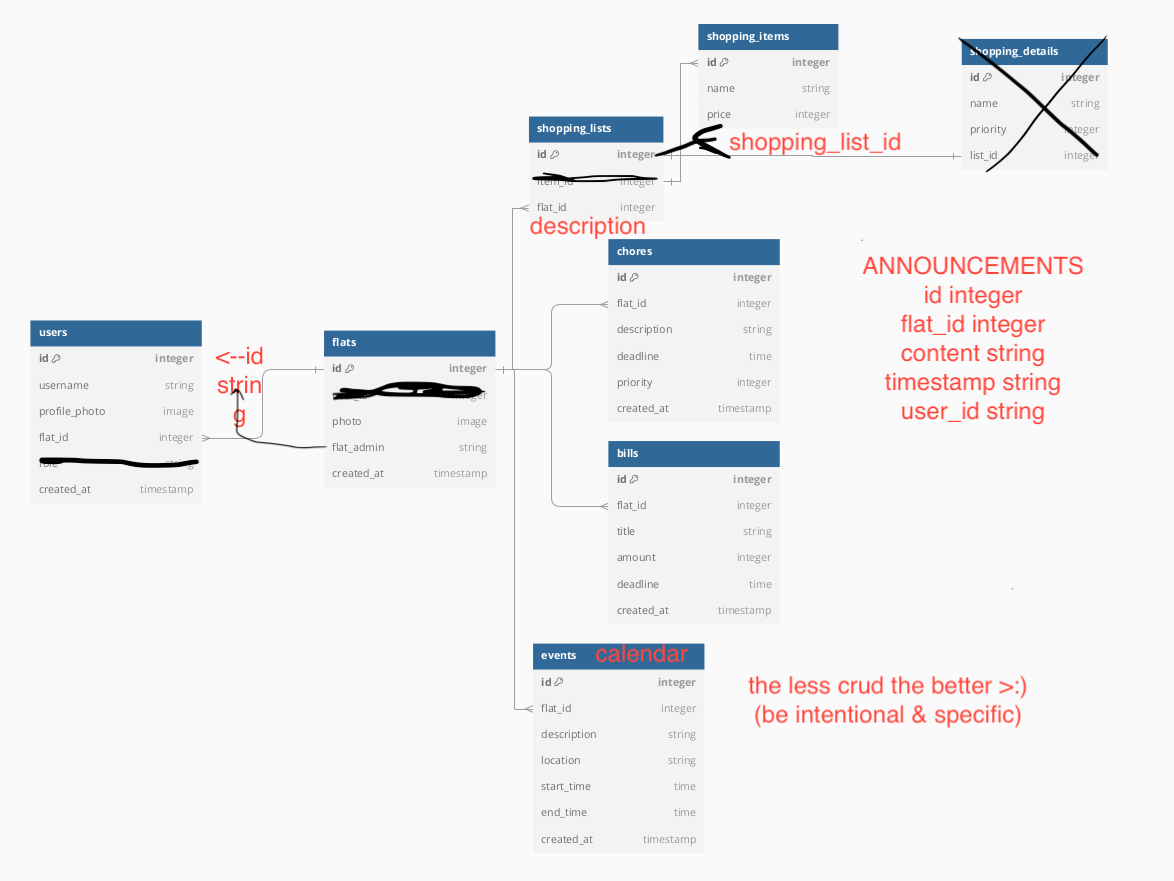 shopping_items
id integer
name string
price integer
shopping_details
id integer
name string
priority integer
list_id integer
shopping_lists
id integer
item_id integer
flat_id integer
shopping_list_id
description
chores
id integer
flat_id integer
description string
deadline time
priority integer
created_at timestamp
ANNOUNCEMENTS
id integer
flat_id integer
content string
timestamp string
user_id string
users
id integer
username string
profile_photo image
flat_id integer
role string
created_at timestamp
<--id
strin
g
flats
id integer
photo image
flat_admin string
created_at timestamp
bills
id integer
flat_id integer
title string
amount integer
deadline time
created_at timestamp
events calendar
id integer
flat_id integer
description string
location string
start_time time
end_time time
created_at timestamp
the less crud the better >:)
(be intentional & specific)